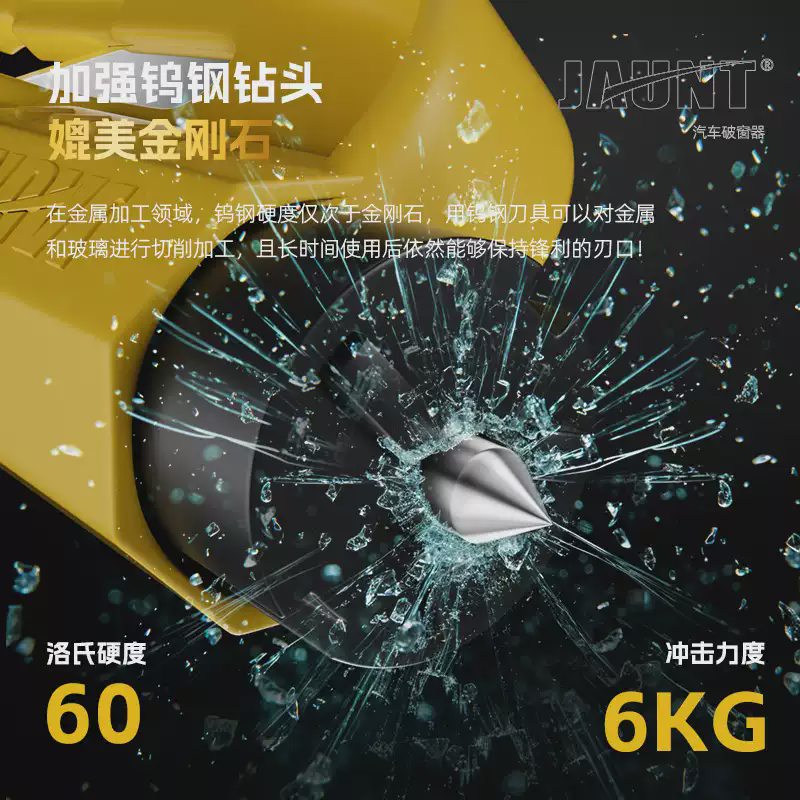 加强钨钢钻头
媲美金刚石
JAUNT®
汽车破窗器
在金属加工领域，钨钢硬度仅次于金刚石，用钨钢刀具可以对金属
和玻璃进行切削加工，且长时间使用后依然能够保持锋利的刃口！
洛氏硬度
60
冲击力度
6KG